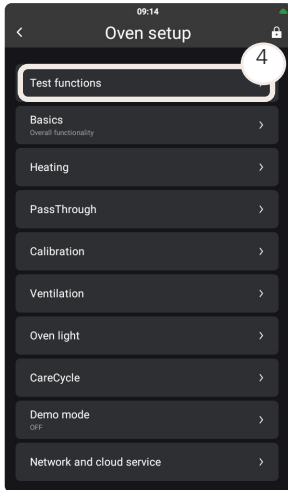 09:14
Oven setup
4
Test functions
Basics
Overall functionality
Heating
PassThrough
Calibration
Ventilation
Oven light
CareCycle
Demo mode
OFF
Network and cloud service